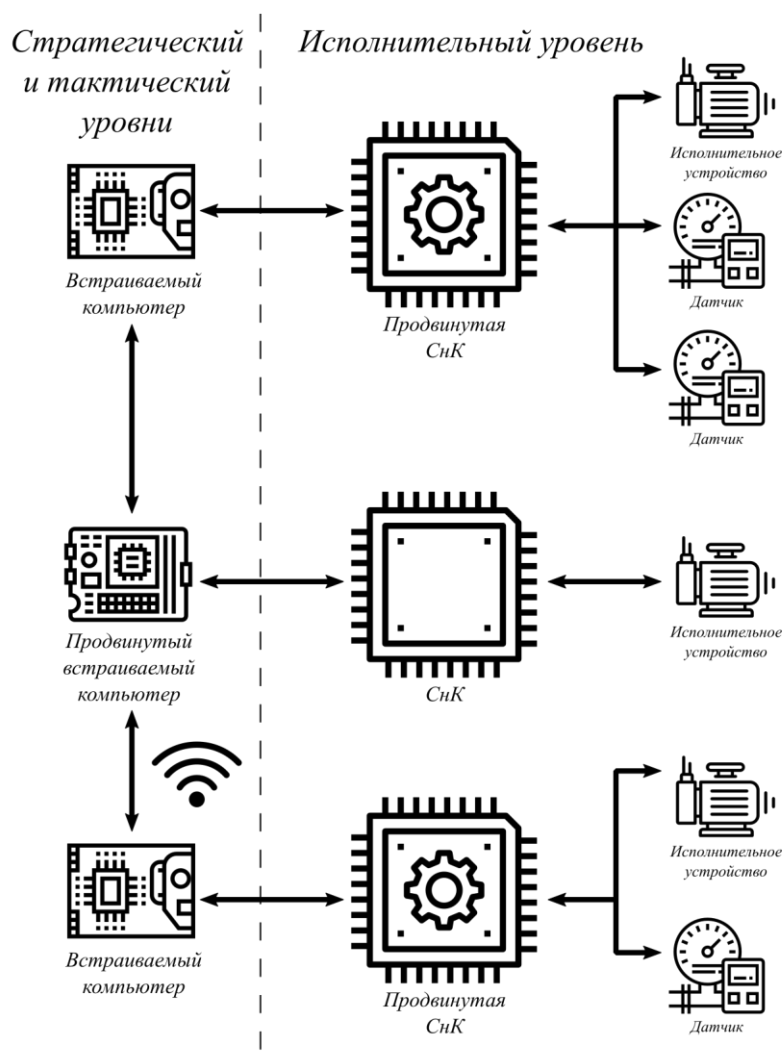 Стратегический
и тактический
уровни
Исполнительный уровень
Встраиваемый
компьютер
Продвинутая
СнК
Исполнительное
устройство
Датчик
Датчик
Продвинутый
встраиваемый
компьютер
СнК
Исполнительное
устройство
Встраиваемый
компьютер
Продвинутая
СнК
Исполнительное
устройство
Датчик